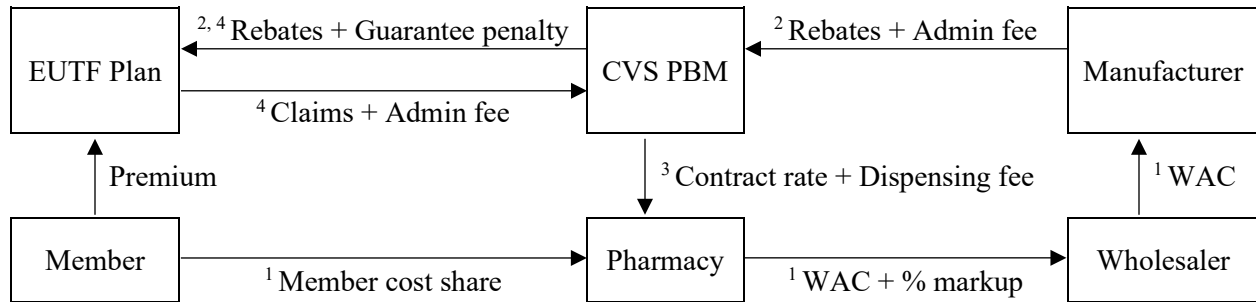 2, 4 Rebates + Guarantee penalty
2 Rebates + Admin fee
EUTF Plan
CVS PBM
Manufacturer
4 Claims + Admin fee
Premium
3 Contract rate + Dispensing fee
1 WAC
Member
Pharmacy
Wholesaler
1 Member cost share
1 WAC + % markup